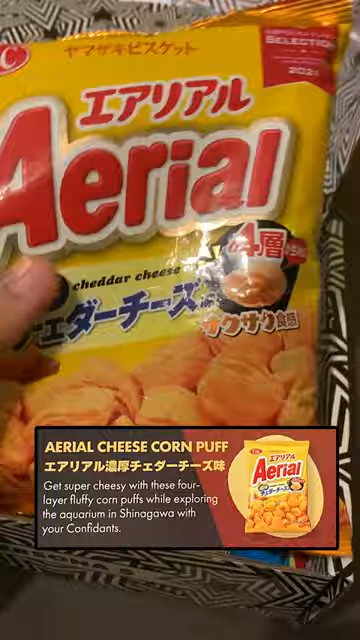 YBC
ヤマザキビスケット
SELECTION
2021
エアリアル
Aerial
4層
cheddar cheese
チェダーチーズ
サクサク食感
AERIAL CHEESE CORN PUFF
エアリアル濃厚チェダーチーズ味
Get super cheesy with these four-
layer fluffy corn puffs while exploring
the aquarium in Shinagawa with
your Confidants.
エアリアル
Aerial
チェダーチーズ